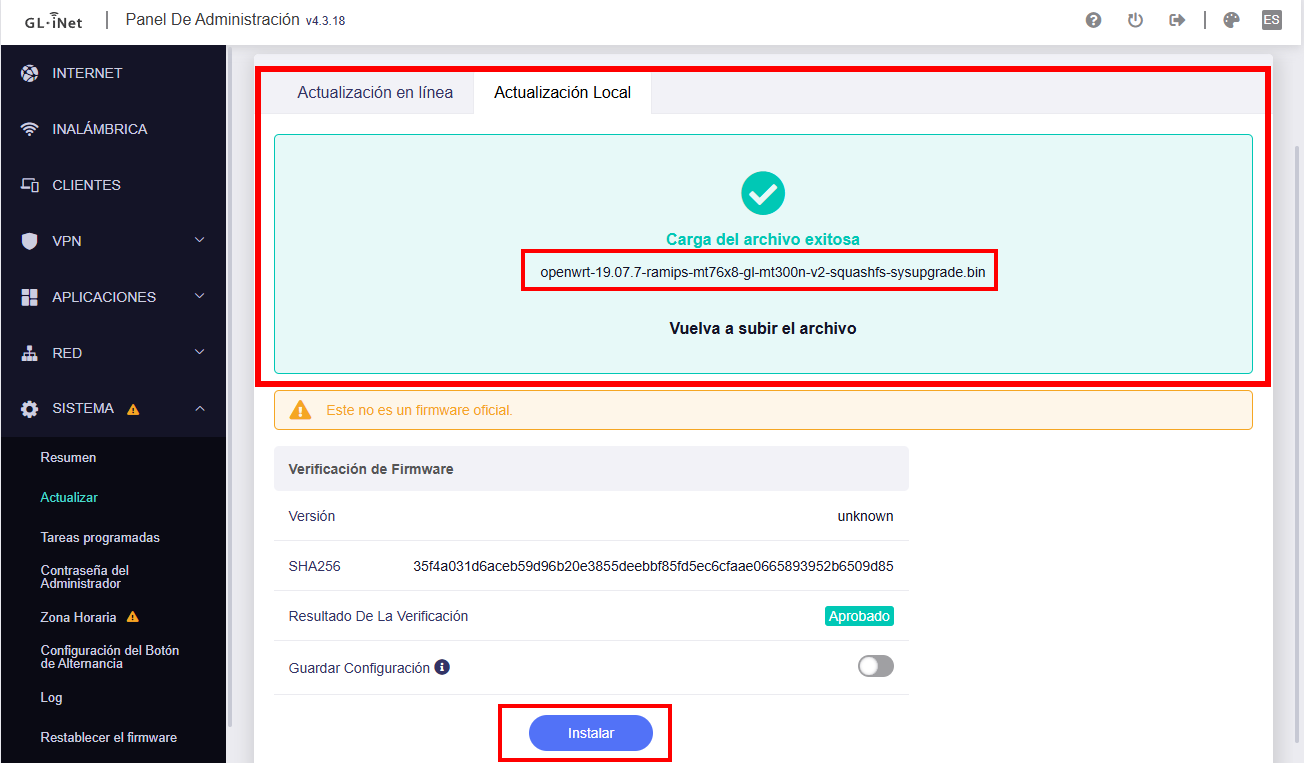 GL·iNet
Panel De Administración v4.3.18
ES
INTERNET
INALÁMBRICA
CLIENTES
VPN
APLICACIONES
RED
SISTEMA
Resumen
Actualizar
Tareas programadas
Contraseña del
Administrador
Zona Horaria
Configuración del Botón
de Alternancia
Log
Restablecer el firmware
Actualización en línea
Actualización Local
Carga del archivo exitosa
openwrt-19.07.7-ramips-mt76x8-gl-mt300n-v2-squashfs-sysupgrade.bin
Vuelva a subir el archivo
Este no es un firmware oficial.
Verificación de Firmware
Versión unknown
SHA256 35f4a031d6aceb59d96b20e3855deebbf85fd5ec6cfaae0665893952b6509d85
Resultado De La Verificación Aprobado
Guardar Configuración
Instalar